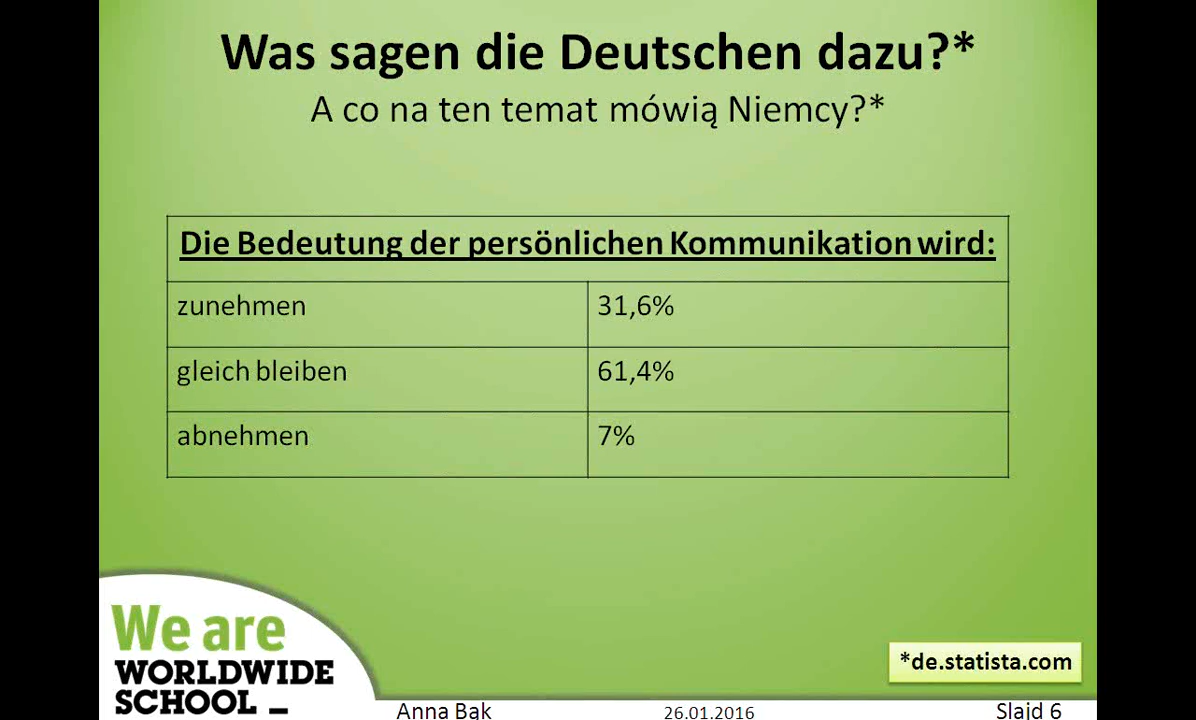 Was sagen die Deutschen dazu?*
A co na ten temat mówią Niemcy?*
Die Bedeutung der persönlichen Kommunikation wird:
zunehmen 31,6%
gleich bleiben 61,4%
abnehmen 7%
We are
WORLDWIDE
SCHOOL _
*de.statista.com
Anna Bąk 26.01.2016 Slajd 6